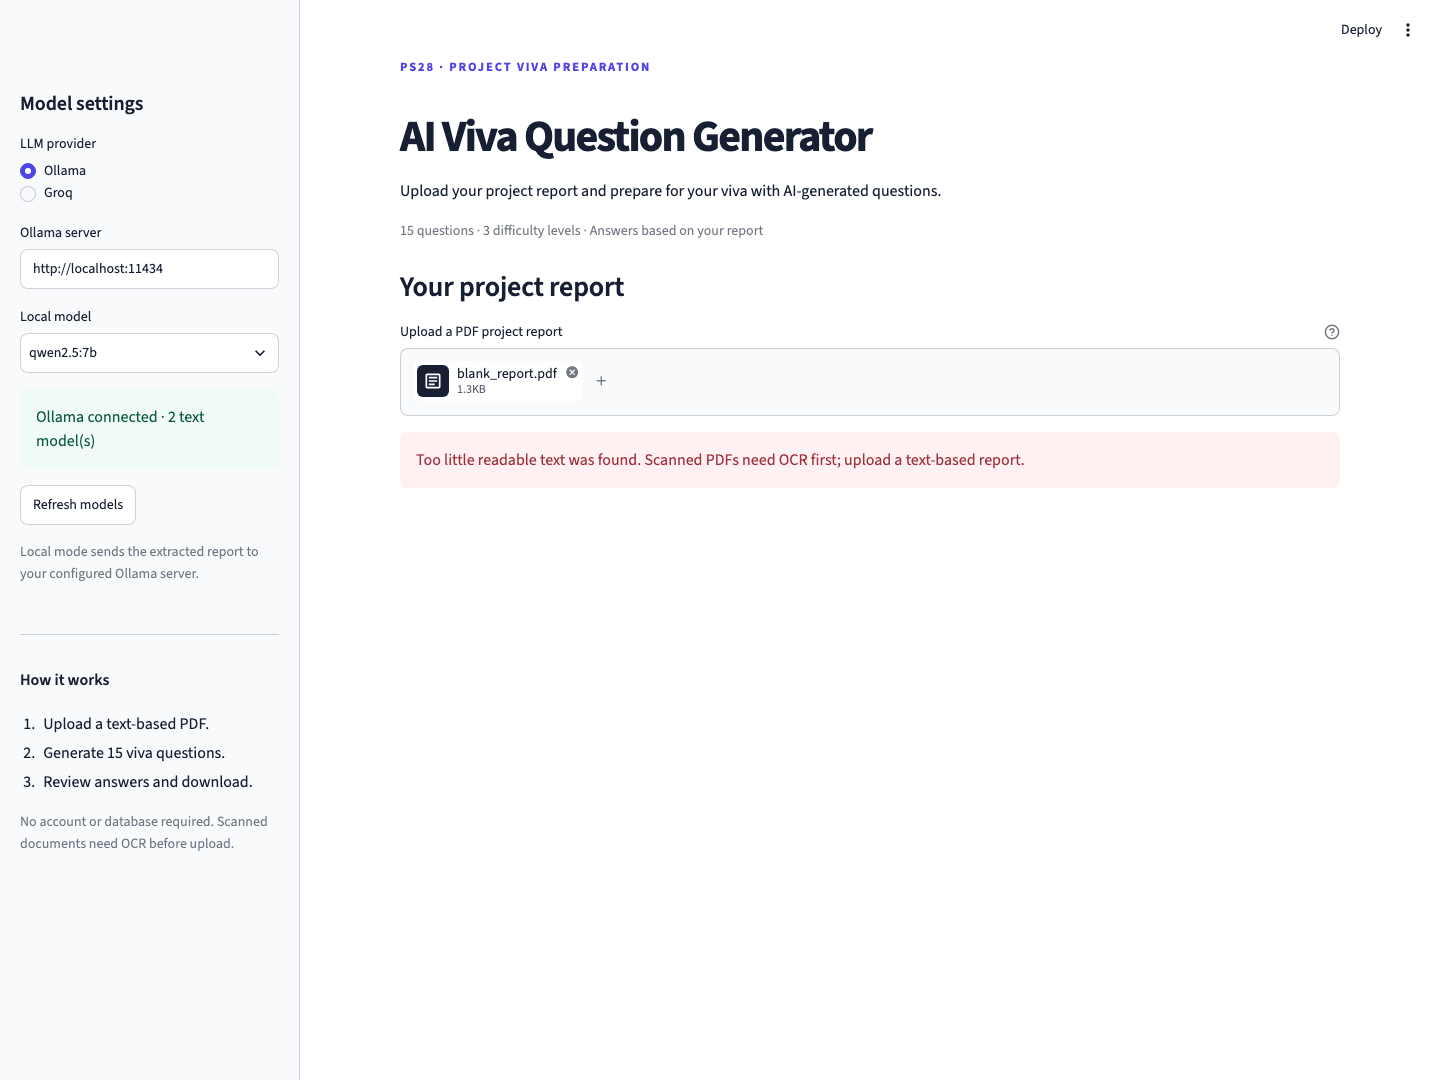 Deploy
Model settings
LLM provider
Ollama
Groq
Ollama server
http://localhost:11434
Local model
qwen2.5:7b
Ollama connected · 2 text
model(s)
Refresh models
Local mode sends the extracted report to
your configured Ollama server.
How it works
1. Upload a text-based PDF.
2. Generate 15 viva questions.
3. Review answers and download.
No account or database required. Scanned
documents need OCR before upload.
PS28 · PROJECT VIVA PREPARATION
AI Viva Question Generator
Upload your project report and prepare for your viva with AI-generated questions.
15 questions · 3 difficulty levels · Answers based on your report
Your project report
Upload a PDF project report
blank_report.pdf
1.3KB
Too little readable text was found. Scanned PDFs need OCR first; upload a text-based report.